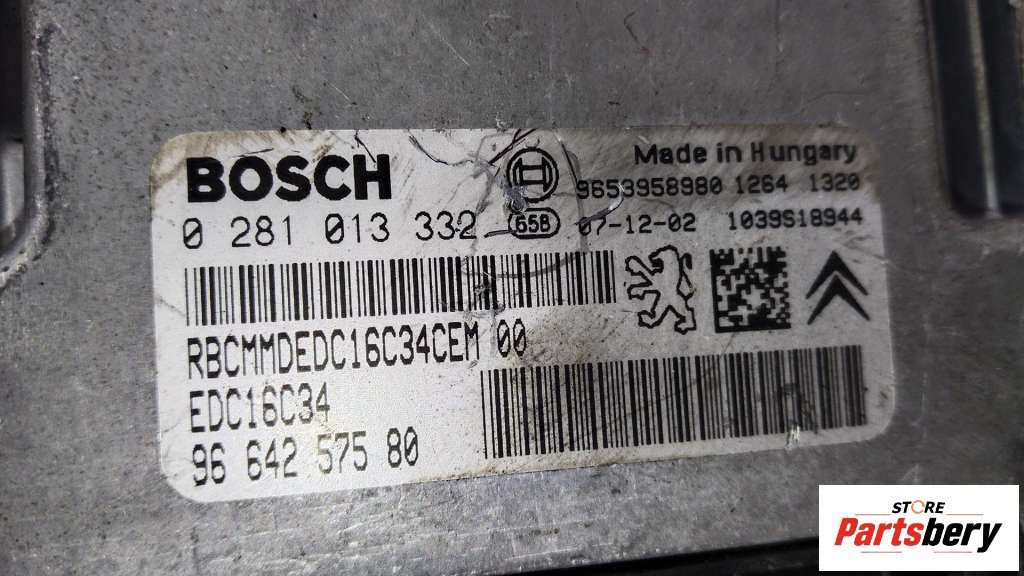 BOSCH
Made in Hungary
9653958980 1264 1320
0 281 013 332 65B 07-12-02 1039S18944
RBCMMDEDC16C34CEM 00
EDC16C34
96 642 575 80
STORE
Partsbery